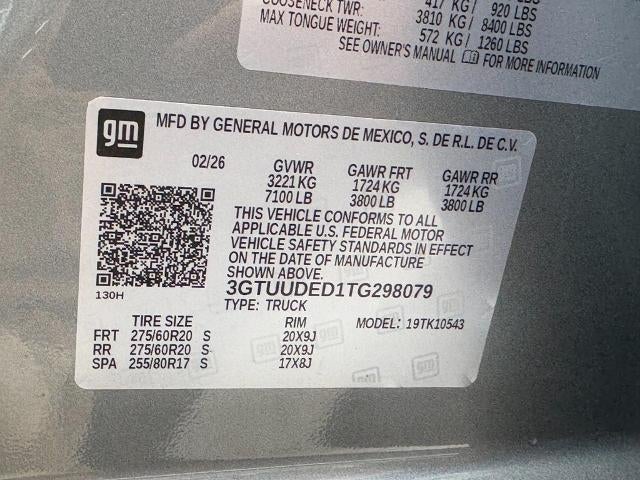 GOOSENECK TWR: 417 KG/ 920 LBS
3810 KG / 8400 LBS
MAX TONGUE WEIGHT: 572 KG / 1260 LBS
SEE OWNER'S MANUAL FOR MORE INFORMATION
gm MFD BY GENERAL MOTORS DE MEXICO, S. DE R.L. DE C.V.
02/26 GVWR GAWR FRT GAWR RR
3221 KG 1724 KG 1724 KG
7100 LB 3800 LB 3800 LB
THIS VEHICLE CONFORMS TO ALL
APPLICABLE U.S. FEDERAL MOTOR
VEHICLE SAFETY STANDARDS IN EFFECT
ON THE DATE OF MANUFACTURE
SHOWN ABOVE.
130H 3GTUUDED1TG298079
TYPE: TRUCK
TIRE SIZE RIM MODEL: 19TK10543
FRT 275/60R20 S 20X9J
RR 275/60R20 S 20X9J
SPA 255/80R17 S 17X8J